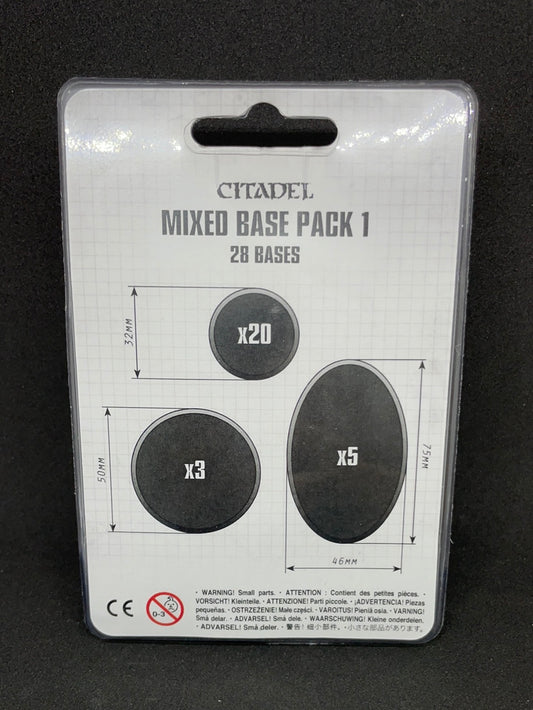 CITADEL
MIXED BASE PACK 1
28 BASES
32MM
x20
50MM
x3
x5
75MM
46MM
CE
0-3
· WARNING! Small parts. · ATTENTION : Contient des petites pièces. ·
VORSICHT! Kleinteile. · ATTENZIONE! Parti piccole. · ¡ADVERTENCIA! Piezas
pequeñas. · OSTRZEŻENIE! Małe części. · VAROITUS! Pieniä osia. · VARNING!
Små delar. · ADVARSEL! Små dele. · WAARSCHUWING! Kleine onderdelen.
· ADVARSEL! Små deler. · 警告! 細小部件。 · 小さな部品があります。